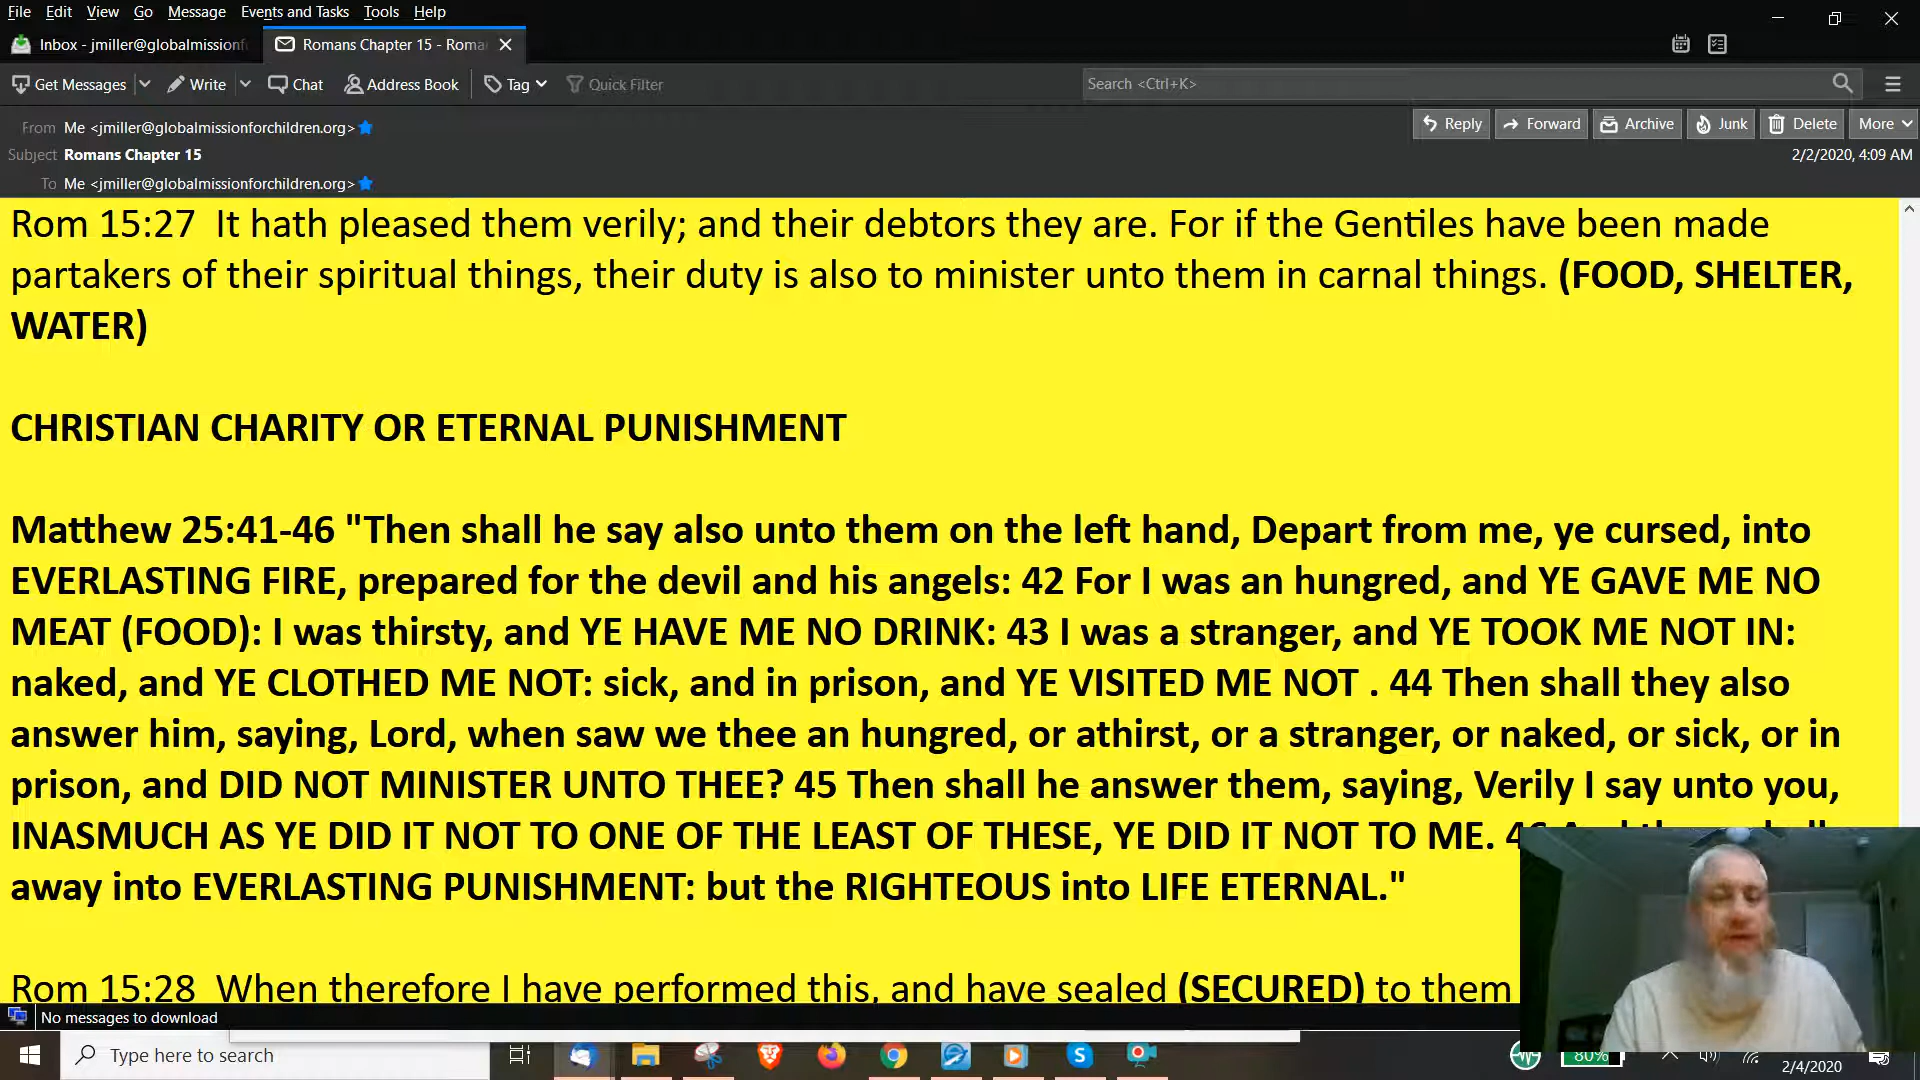 File Edit View Go Message Events and Tasks Tools Help
Inbox - jmiller@globalmissionf Romans Chapter 15 - Roma
Get Messages Write Chat Address Book Tag Quick Filter Search <Ctrl+K>
From Me <jmiller@globalmissionforchildren.org> Reply Forward Archive Junk Delete More
Subject Romans Chapter 15 2/2/2020, 4:09 AM
To Me <jmiller@globalmissionforchildren.org>
Rom 15:27 It hath pleased them verily; and their debtors they are. For if the Gentiles have been made
partakers of their spiritual things, their duty is also to minister unto them in carnal things. (FOOD, SHELTER,
WATER)
CHRISTIAN CHARITY OR ETERNAL PUNISHMENT
Matthew 25:41-46 "Then shall he say also unto them on the left hand, Depart from me, ye cursed, into
EVERLASTING FIRE, prepared for the devil and his angels: 42 For I was an hungred, and YE GAVE ME NO
MEAT (FOOD): I was thirsty, and YE HAVE ME NO DRINK: 43 I was a stranger, and YE TOOK ME NOT IN:
naked, and YE CLOTHED ME NOT: sick, and in prison, and YE VISITED ME NOT . 44 Then shall they also
answer him, saying, Lord, when saw we thee an hungred, or athirst, or a stranger, or naked, or sick, or in
prison, and DID NOT MINISTER UNTO THEE? 45 Then shall he answer them, saying, Verily I say unto you,
INASMUCH AS YE DID IT NOT TO ONE OF THE LEAST OF THESE, YE DID IT NOT TO ME.
away into EVERLASTING PUNISHMENT: but the RIGHTEOUS into LIFE ETERNAL."
Rom 15:28 When therefore I have performed this, and have sealed (SECURED) to them
No messages to download
Type here to search 80%
2/4/2020